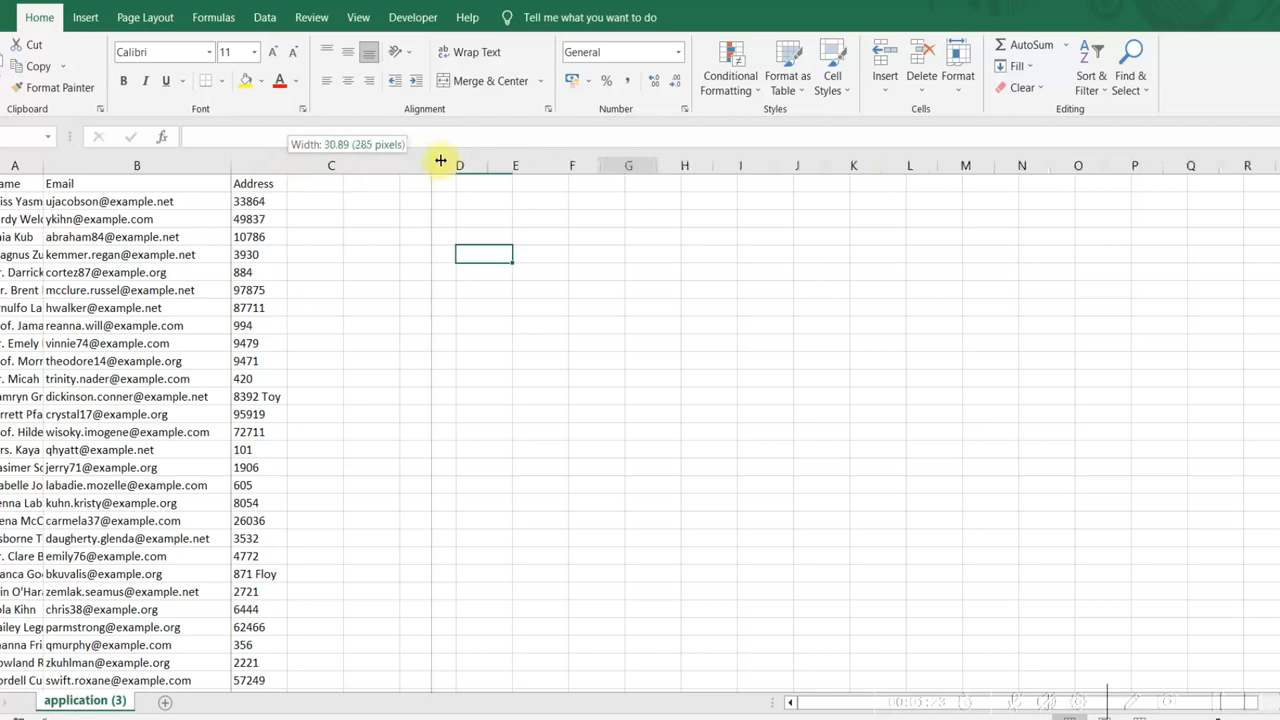 Home Insert Page Layout Formulas Data Review View Developer Help Tell me what you want to do
Cut
Copy
Format Painter
Calibri 11
Wrap Text
Merge & Center
General
Conditional Formatting
Format as Table
Cell Styles
Insert Delete Format
AutoSum
Fill
Clear
Sort & Filter
Find & Select
Clipboard Font Alignment Number Styles Cells Editing
fx
Width: 30.89 (285 pixels)
A B C D E F G H I J K L M N O P Q R
ame Email Address
iss Yasm ujacobson@example.net 33864
rdy Weld ykihn@example.com 49837
aia Kub abraham84@example.net 10786
agnus Zu kemmer.regan@example.net 3930
r. Darrick cortez87@example.org 884
r. Brent mcclure.russel@example.net 97875
rnulfo La hwalker@example.net 87711
of. Jama reanna.will@example.com 994
r. Emely vinnie74@example.com 9479
of. Morr theodore14@example.org 9471
r. Micah trinity.nader@example.com 420
amryn Gr dickinson.conner@example.net 8392 Toy
rrett Pfa crystal17@example.org 95919
of. Hilde wisoky.imogene@example.com 72711
rs. Kaya qhyatt@example.net 101
asimer Sc jerry71@example.org 1906
abelle Jo labadie.mozelle@example.com 605
enna Lab kuhn.kristy@example.org 8054
ena McC carmela37@example.com 26036
sborne T daugherty.glenda@example.net 3532
r. Clare B emily76@example.com 4772
anca Go bkuvalis@example.org 871 Floy
in O'Har zemlak.seamus@example.net 2721
ola Kihn chris38@example.org 6444
ailey Legr parmstrong@example.org 62466
anna Fri qmurphy@example.com 356
owland R zkuhlman@example.org 2221
ordell Cu swift.roxane@example.com 57249
application (3)